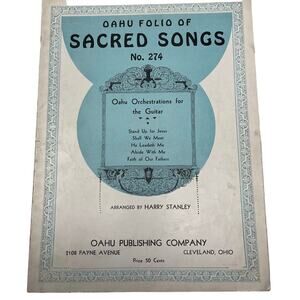 OAHU FOLIO OF
SACRED SONGS
No. 274
Oahu Orchestrations for
the Guitar
Stand Up for Jesus
Shall We Meet
He Leadeth Me
Abide With Me
Faith of Our Fathers
ARRANGED BY HARRY STANLEY
OAHU PUBLISHING COMPANY
2108 PAYNE AVENUE CLEVELAND, OHIO
Price 50 Cents